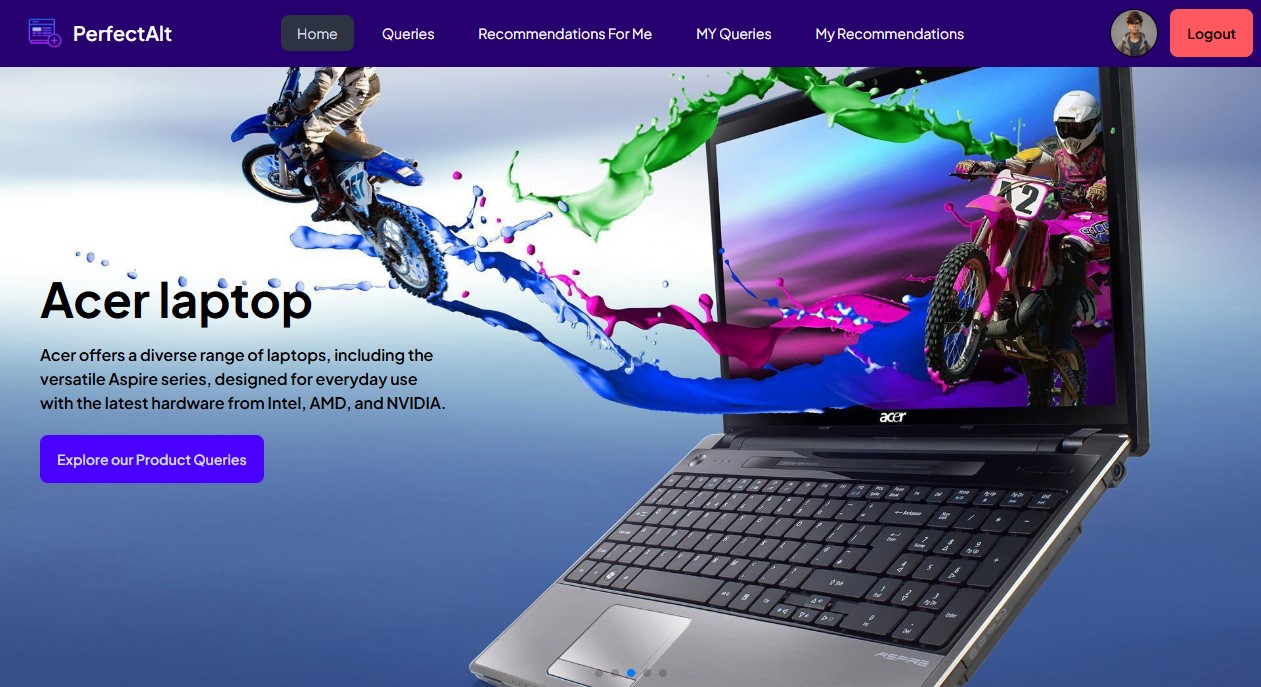 PerfectAlt
Home
Queries
Recommendations For Me
MY Queries
My Recommendations
Logout
Acer laptop
Acer offers a diverse range of laptops, including the
versatile Aspire series, designed for everyday use
with the latest hardware from Intel, AMD, and NVIDIA.
Explore our Product Queries
12
acer
ASPIRE